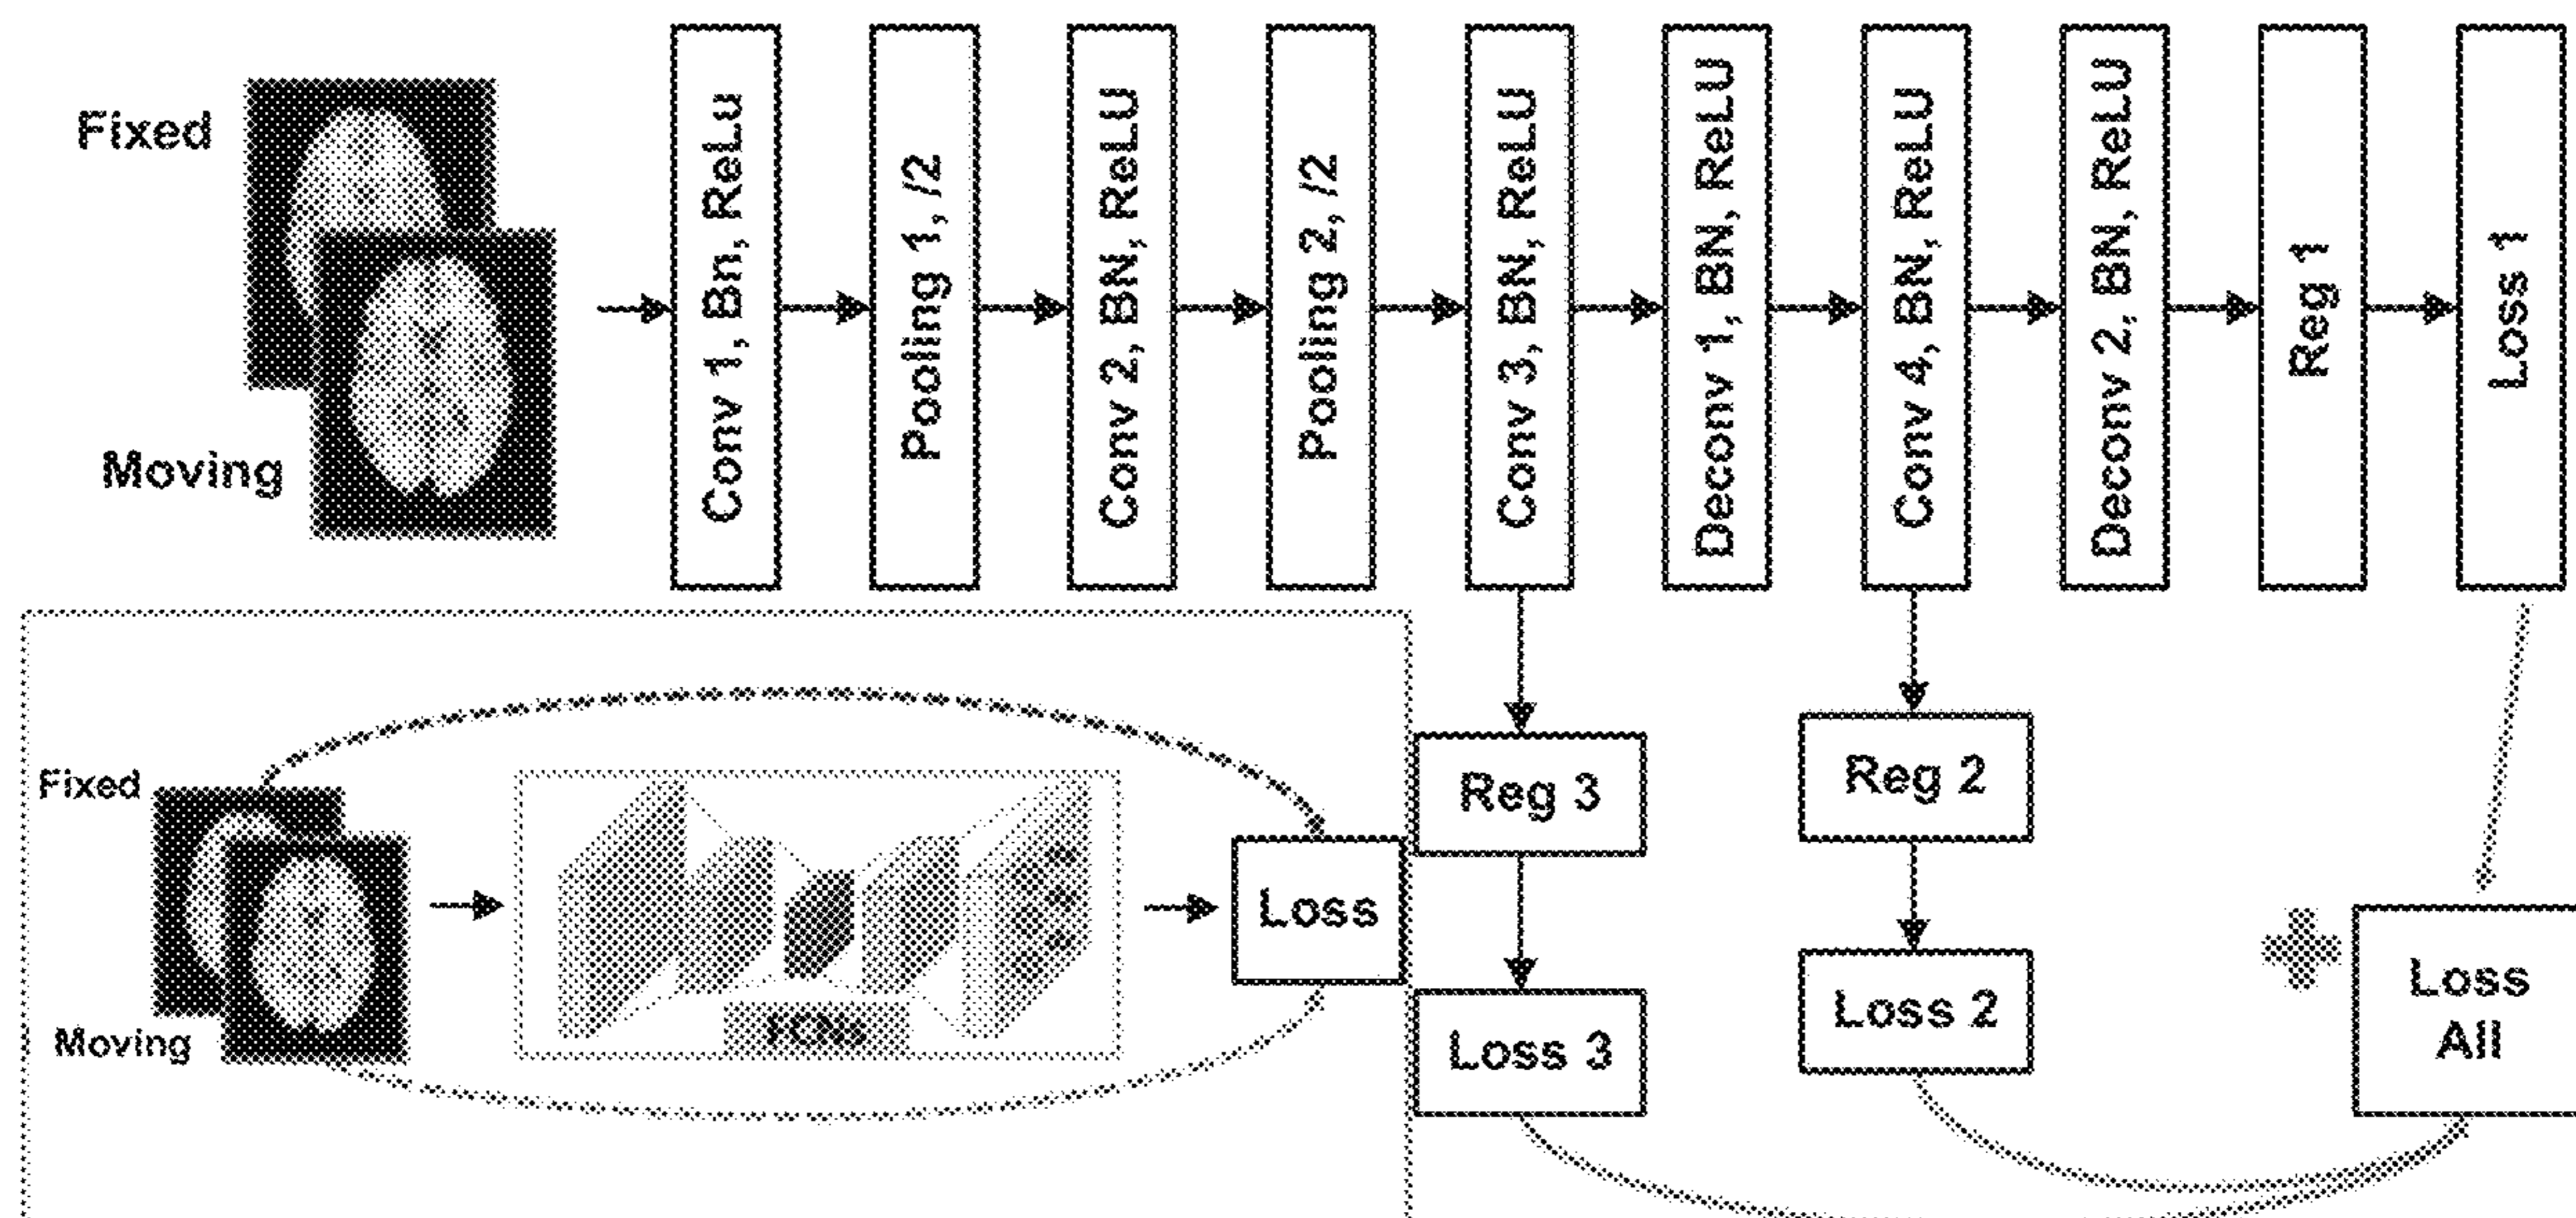 Fixed
Moving
Conv 1, Bn, ReLu
Pooling 1, /2
Conv 2, BN, ReLU
Pooling 2, /2
Conv 3, BN, ReLU
Deconv 1, BN, ReLU
Conv 4, BN, ReLU
Deconv 2, BN, ReLU
Reg 1
Loss 1
Fixed
Moving
FCNs
Loss
Reg 3
Loss 3
Reg 2
Loss 2
Loss
All